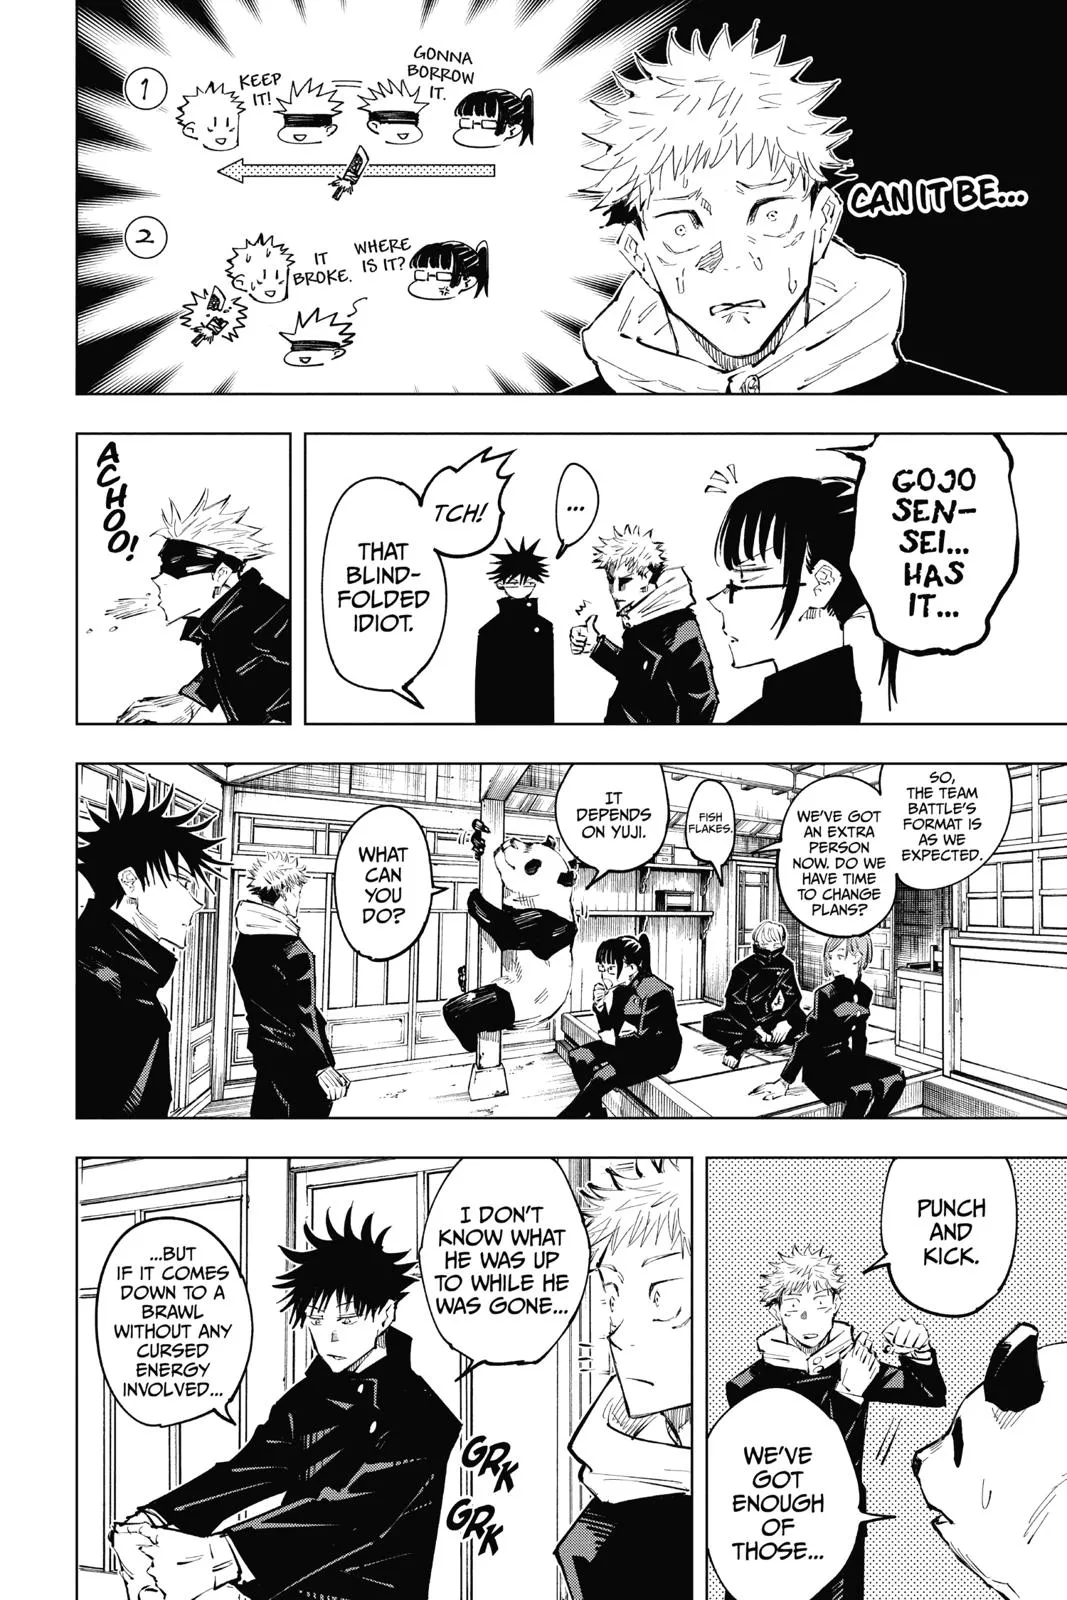 CAN IT BE...
1
GONNA
BORROW
IT.
KEEP
IT!
2
WHERE
IS IT?
IT
BROKE.
GOJO
SEN-
SEI...
HAS
IT...
...
TCH!
THAT
BLIND-
FOLDED
IDIOT.
ACHOO!
SO,
THE TEAM
BATTLE'S
FORMAT IS
AS WE
EXPECTED.
WE'VE GOT
AN EXTRA
PERSON
NOW. DO WE
HAVE TIME
TO CHANGE
PLANS?
FISH
FLAKES.
IT
DEPENDS
ON YUJI.
WHAT
CAN
YOU
DO?
PUNCH
AND
KICK.
WE'VE
GOT
ENOUGH
OF
THOSE...
I DON'T
KNOW WHAT
HE WAS UP
TO WHILE HE
WAS GONE...
GRK
GRK
...BUT
IF IT COMES
DOWN TO A
BRAWL
WITHOUT ANY
CURSED
ENERGY
INVOLVED...